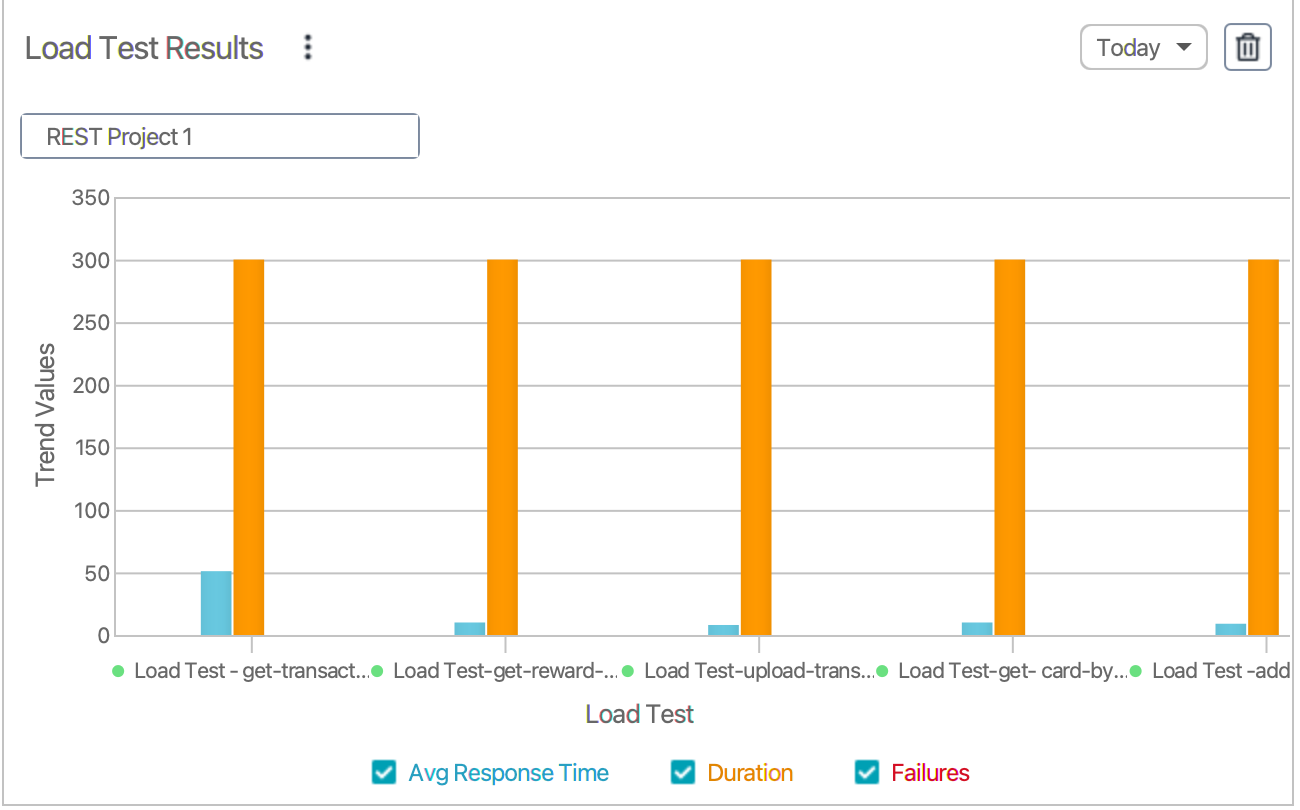 Load Test Results
Today
REST Project 1
350
300
250
200
150
100
50
0
Trend Values
Load Test - get-transact...
Load Test-get-reward-...
Load Test-upload-trans...
Load Test-get- card-by...
Load Test -add
Load Test
Avg Response Time
Duration
Failures